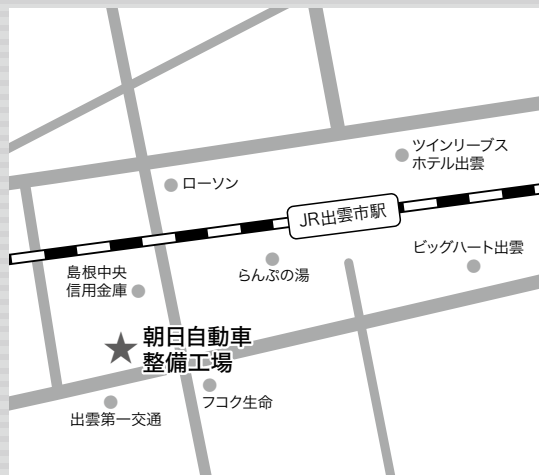 ツインリーブス
ホテル出雲
ローソン
JR出雲市駅
ビッグハート出雲
らんぷの湯
島根中央
信用金庫
朝日自動車
整備工場
フコク生命
出雲第一交通